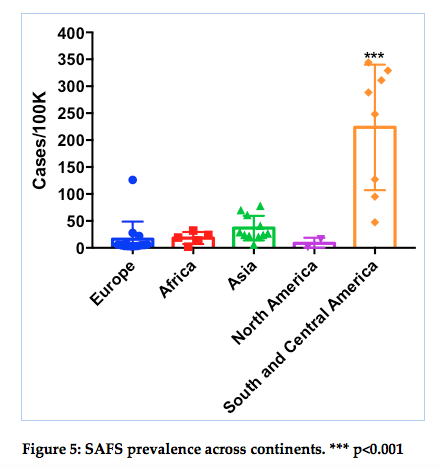 400
350
300
250
200
150
100
50
0
Cases/100K
***
Europe
Africa
Asia
North America
South and Central America
Figure 5: SAFS prevalence across continents. *** p<0.001